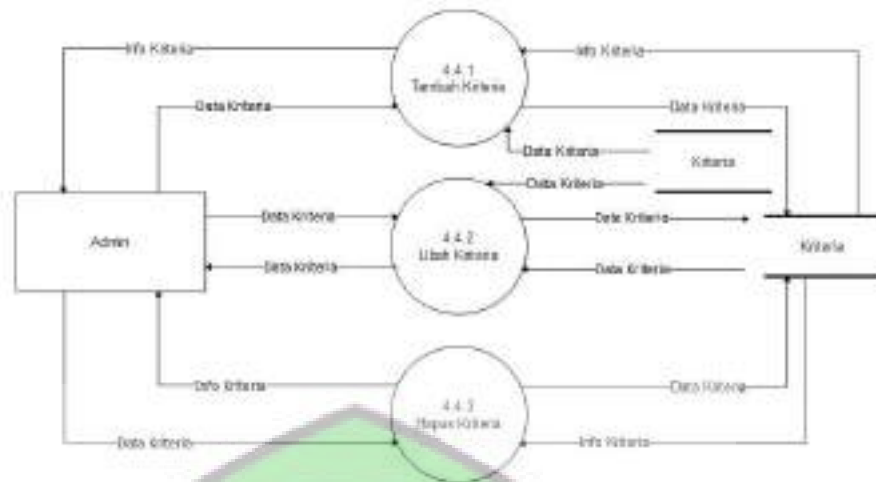 Info Kriteria
Info Kriteria
4.4.1
Tambah Kriteria
Data Kriteria
Data Kriteria
Data Kriteria
Kriteria
Data Kriteria
Data Kriteria
Data Kriteria
Admin
4.4.2
Ubah Kriteria
Kriteria
Data Kriteria
Data Kriteria
Info Kriteria
Data Kriteria
4.4.3
Hapus Kriteria
Data Kriteria
Info Kriteria